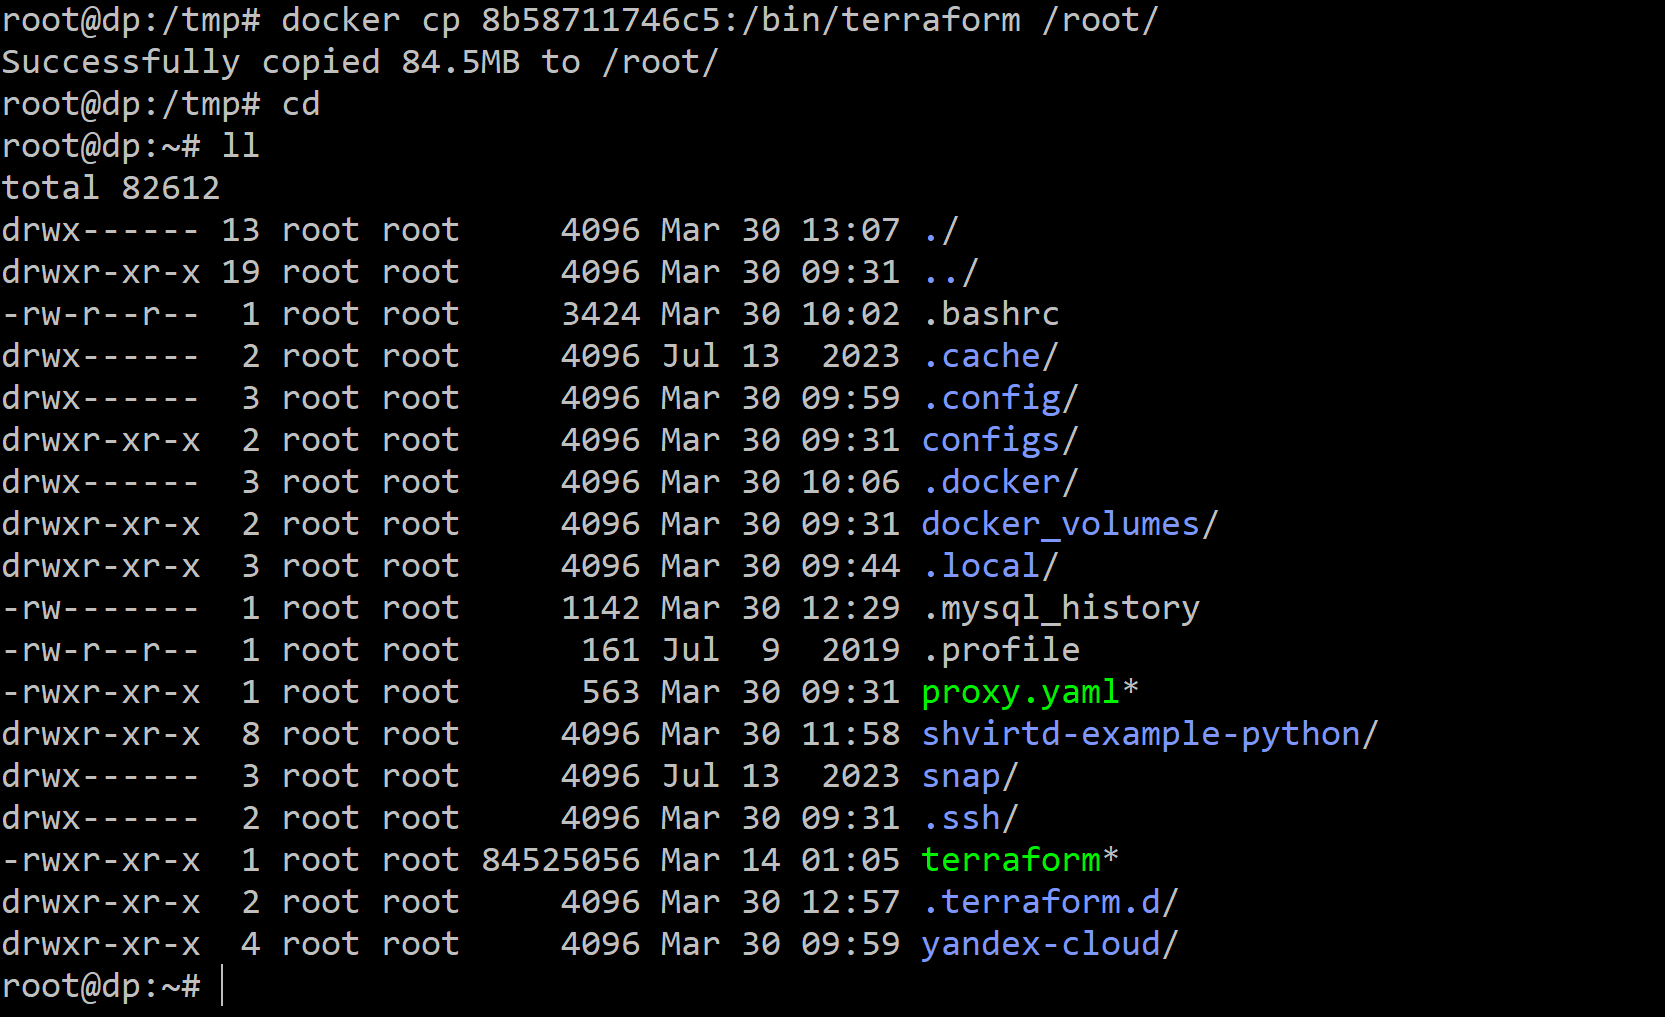 root@dp:/tmp# docker cp 8b58711746c5:/bin/terraform /root/
Successfully copied 84.5MB to /root/
root@dp:/tmp# cd
root@dp:~# ll
total 82612
drwx------ 13 root root     4096 Mar 30 13:07 ./
drwxr-xr-x 19 root root     4096 Mar 30 09:31 ../
-rw-r--r--  1 root root     3424 Mar 30 10:02 .bashrc
drwx------  2 root root     4096 Jul 13  2023 .cache/
drwx------  3 root root     4096 Mar 30 09:59 .config/
drwxr-xr-x  2 root root     4096 Mar 30 09:31 configs/
drwx------  3 root root     4096 Mar 30 10:06 .docker/
drwxr-xr-x  2 root root     4096 Mar 30 09:31 docker_volumes/
drwxr-xr-x  3 root root     4096 Mar 30 09:44 .local/
-rw-------  1 root root     1142 Mar 30 12:29 .mysql_history
-rw-r--r--  1 root root      161 Jul  9  2019 .profile
-rwxr-xr-x  1 root root      563 Mar 30 09:31 proxy.yaml*
drwxr-xr-x  8 root root     4096 Mar 30 11:58 shvirtd-example-python/
drwx------  3 root root     4096 Jul 13  2023 snap/
drwx------  2 root root     4096 Mar 30 09:31 .ssh/
-rwxr-xr-x  1 root root 84525056 Mar 14 01:05 terraform*
drwxr-xr-x  2 root root     4096 Mar 30 12:57 .terraform.d/
drwxr-xr-x  4 root root     4096 Mar 30 09:59 yandex-cloud/
root@dp:~#